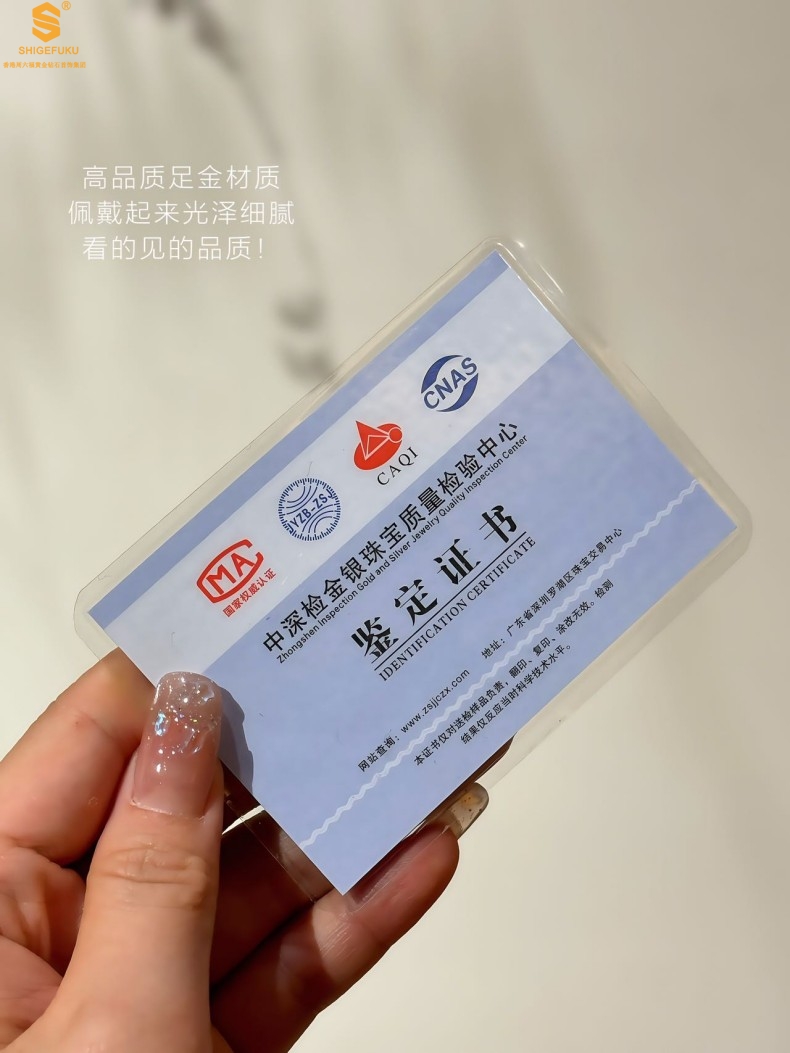 SHIGEFUKU
®
高品质足金材质
佩戴起来光泽细腻
看的见的品质！
CNAS
CAQI
YZB-ZS
MA
国家权威认证
中深检金银珠宝质量检验中心
Zhongshen Inspection Gold and Silver Jewelry Quality Inspection Center
鉴定证书
IDENTIFICATION CERTIFICATE
网站查询：www.zsjjczx.com 地址：广东省深圳罗湖区珠宝交易中心
本证书仅对送检样品负责，翻印、复印、涂改无效。检测
结果仅反应当时科学技术水平。